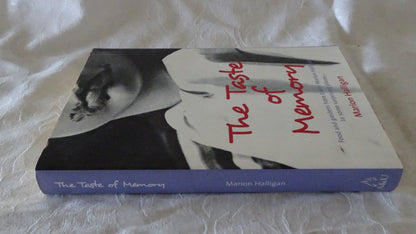 The Taste
of
Memory
Marion Halligan
The Taste of Memory
Marion Halligan
A&U